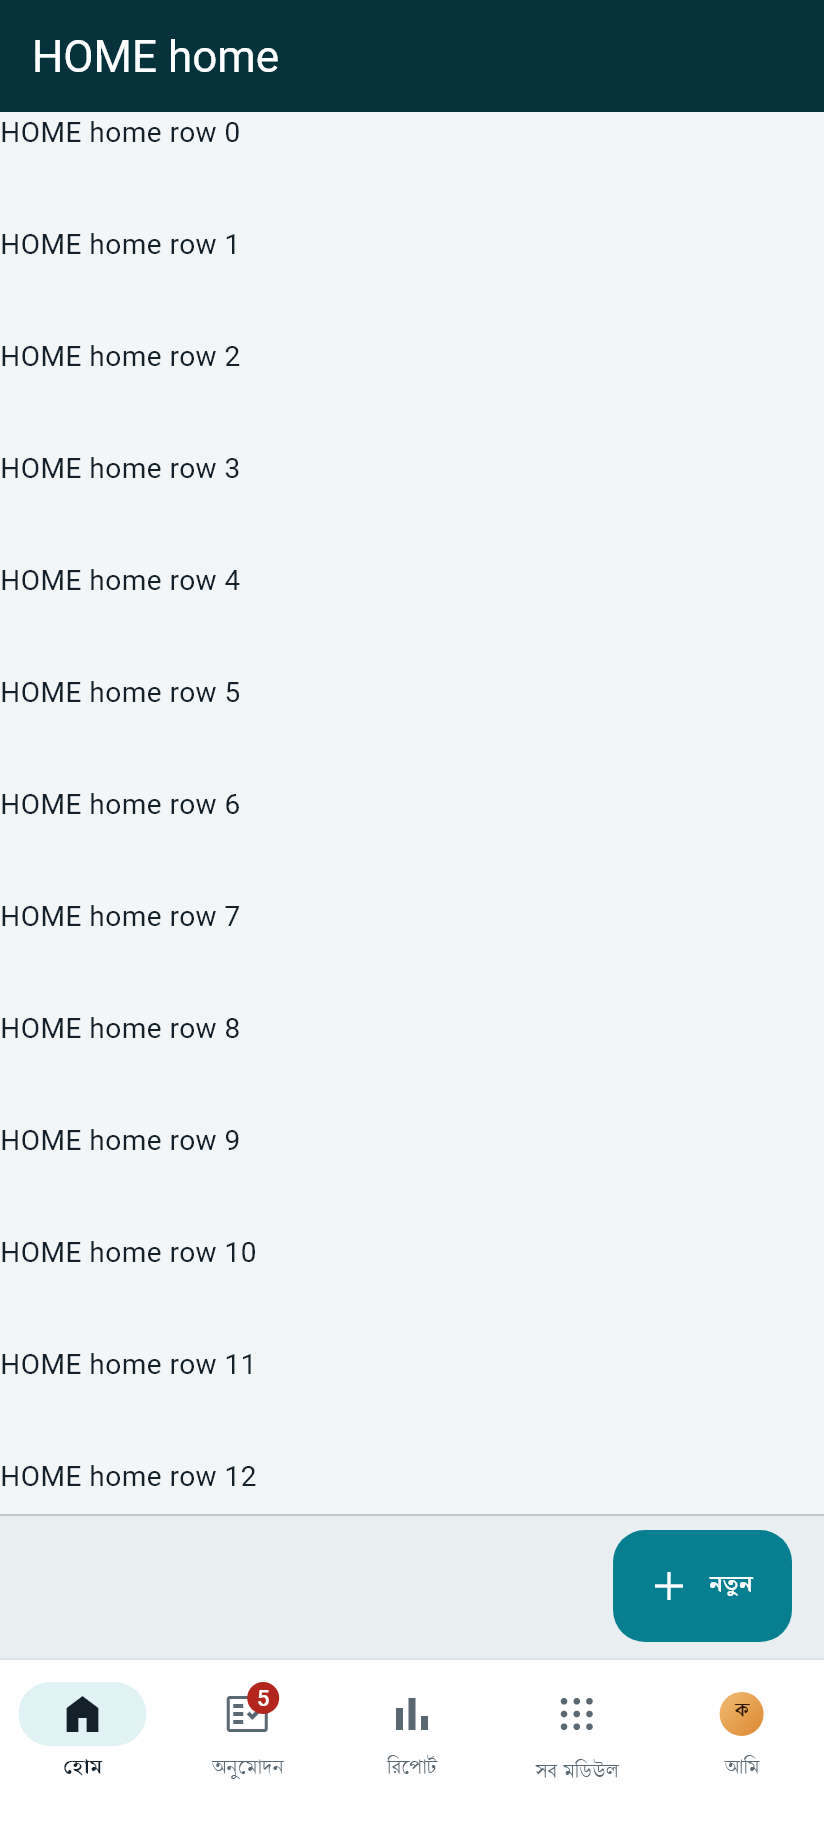 HOME home
HOME home row 0
HOME home row 1
HOME home row 2
HOME home row 3
HOME home row 4
HOME home row 5
HOME home row 6
HOME home row 7
HOME home row 8
HOME home row 9
HOME home row 10
HOME home row 11
HOME home row 12
নতুন
5
ক
হোম
অনুমোদন
রিপোর্ট
সব মডিউল
আমি